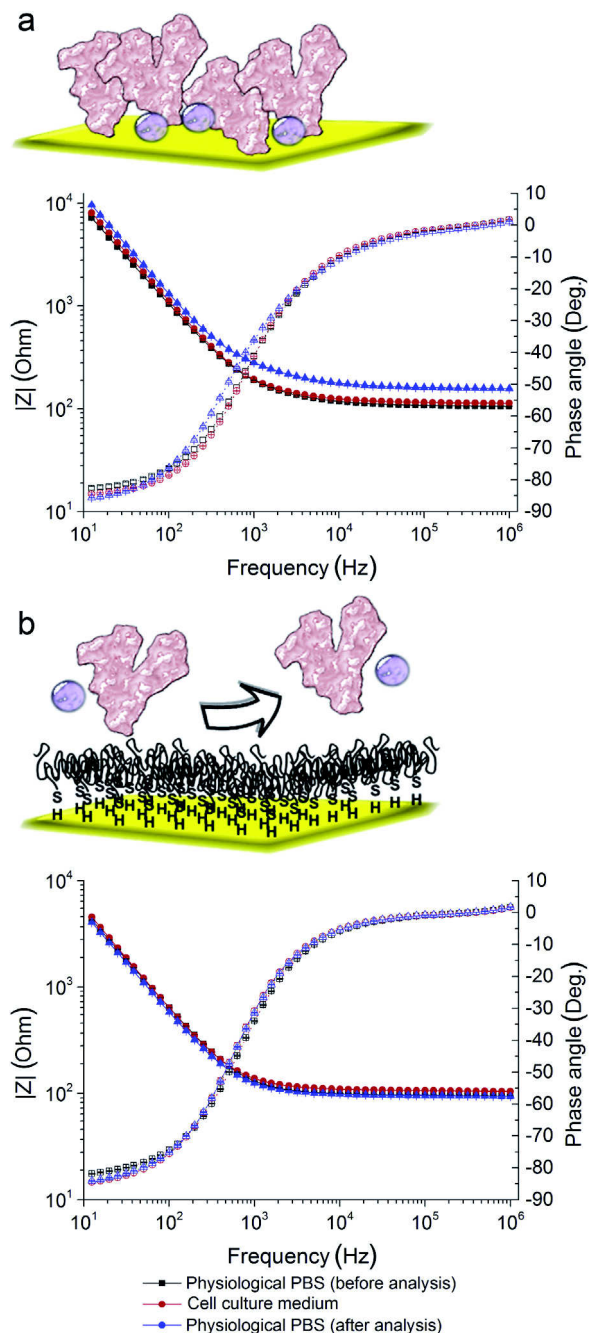 a
10⁴
10³
10²
10¹
|Z| (Ohm)
10
0
-10
-20
-30
-40
-50
-60
-70
-80
-90
Phase angle (Deg.)
10¹ 10² 10³ 10⁴ 10⁵ 10⁶
Frequency (Hz)
b
S S S S S S S S S S S S
H H H H H H H H H H H H
10⁴
10³
10²
10¹
|Z| (Ohm)
10
0
-10
-20
-30
-40
-50
-60
-70
-80
-90
Phase angle (Deg.)
10¹ 10² 10³ 10⁴ 10⁵ 10⁶
Frequency (Hz)
Physiological PBS (before analysis)
Cell culture medium
Physiological PBS (after analysis)